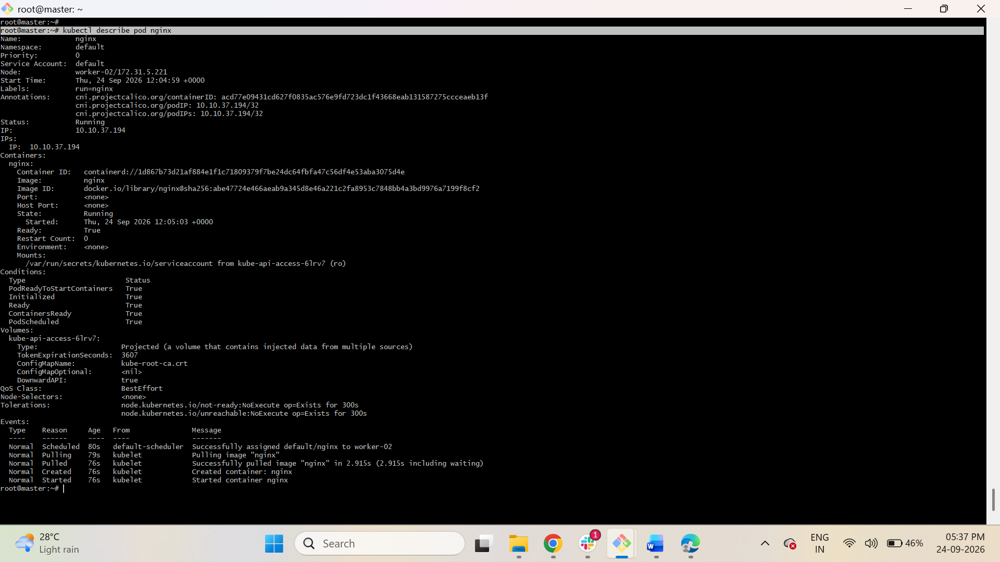 root@master: ~
root@master:~#
root@master:~# kubectl describe pod nginx
Name:             nginx
Namespace:        default
Priority:         0
Service Account:  default
Node:             worker-02/172.31.5.221
Start Time:       Thu, 24 Sep 2026 12:04:59 +0000
Labels:           run=nginx
Annotations:      cni.projectcalico.org/containerID: acd77e09431cd627f0835ac576e9fd723dc1f43668eab131587275ccceaeb13f
                  cni.projectcalico.org/podIP: 10.10.37.194/32
                  cni.projectcalico.org/podIPs: 10.10.37.194/32
Status:           Running
IP:               10.10.37.194
IPs:
  IP:  10.10.37.194
Containers:
  nginx:
    Container ID:   containerd://1d867b73d21af884e1f1c71809379f7be24dc64fbfa47c56df4e53aba3075d4e
    Image:          nginx
    Image ID:       docker.io/library/nginx@sha256:abe47724e466aeab9a345d8e46a221c2fa8953c7848bb4a3bd9976a7199f8cf2
    Port:           <none>
    Host Port:      <none>
    State:          Running
      Started:      Thu, 24 Sep 2026 12:05:03 +0000
    Ready:          True
    Restart Count:  0
    Environment:    <none>
    Mounts:
      /var/run/secrets/kubernetes.io/serviceaccount from kube-api-access-6lrv7 (ro)
Conditions:
  Type                        Status
  PodReadyToStartContainers   True
  Initialized                 True
  Ready                       True
  ContainersReady             True
  PodScheduled                True
Volumes:
  kube-api-access-6lrv7:
    Type:                    Projected (a volume that contains injected data from multiple sources)
    TokenExpirationSeconds:  3607
    ConfigMapName:           kube-root-ca.crt
    ConfigMapOptional:       <nil>
    DownwardAPI:             true
QoS Class:                   BestEffort
Node-Selectors:              <none>
Tolerations:                 node.kubernetes.io/not-ready:NoExecute op=Exists for 300s
                             node.kubernetes.io/unreachable:NoExecute op=Exists for 300s
Events:
  Type    Reason     Age   From               Message
  ----    ------     ----  ----               -------
  Normal  Scheduled  80s   default-scheduler  Successfully assigned default/nginx to worker-02
  Normal  Pulling    79s   kubelet            Pulling image "nginx"
  Normal  Pulled     76s   kubelet            Successfully pulled image "nginx" in 2.915s (2.915s including waiting)
  Normal  Created    76s   kubelet            Created container: nginx
  Normal  Started    76s   kubelet            Started container nginx
root@master:~#
28°C
Light rain
Search
1
ENG
IN
46%
05:37 PM
24-09-2026